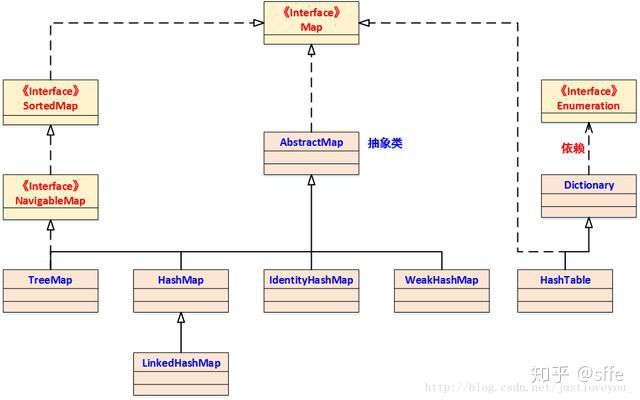 《Interface》
Map
《Interface》
SortedMap
《Interface》
Enumeration
AbstractMap
抽象类
依赖
《Interface》
NavigableMap
Dictionary
TreeMap
HashMap
IdentityHashMap
WeakHashMap
HashTable
LinkedHashMap
知乎 @sffe
http://blog.csdn.net/justloveyou_